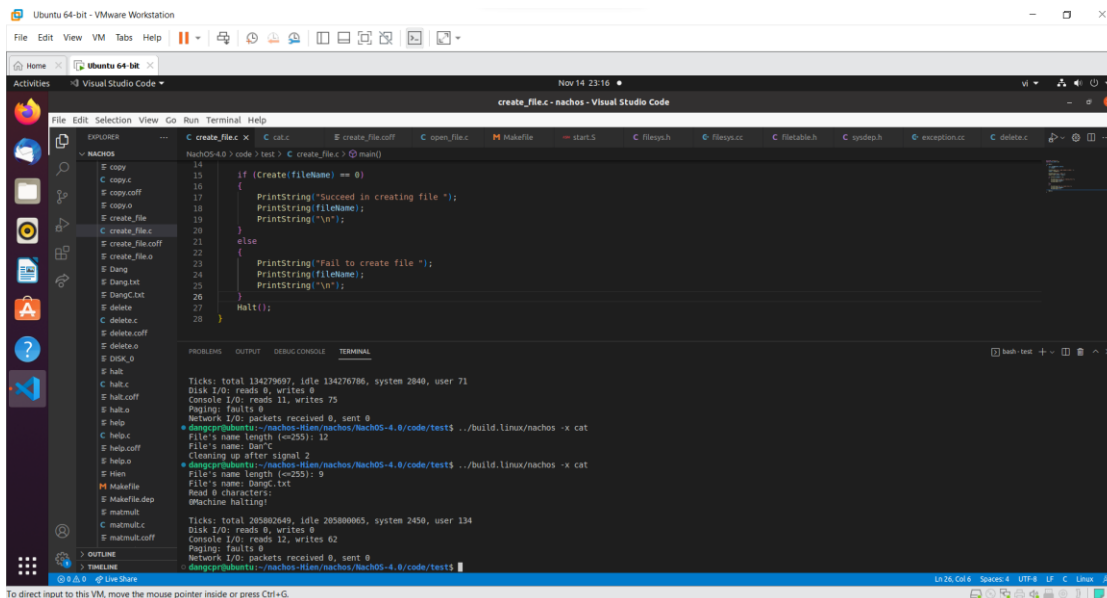 Ubuntu 64-bit - VMware Workstation
File Edit View VM Tabs Help
Home Ubuntu 64-bit
Activities Visual Studio Code Nov 14 23:16 vi
create_file.c - nachos - Visual Studio Code
File Edit Selection View Go Run Terminal Help
EXPLORER ... C create_file.c C cat.c create_file.coff C open_file.c M Makefile start.S C filesys.h filesys.cc C filetable.h C sysdep.h exception.cc C delete.c
NACHOS
NachOS-4.0 > code > test > C create_file.c > main()
copy
C copy.c
copy.coff
copy.o
create_file
C create_file.c
create_file.coff
create_file.o
Dang
Dang.txt
DangC.txt
delete
C delete.c
delete.coff
delete.o
DISK_0
halt
C halt.c
halt.coff
halt.o
help
C help.c
help.coff
help.o
Hien
M Makefile
Makefile.dep
matmult
C matmult.c
matmult.coff
OUTLINE
TIMELINE
14
15 if (Create(fileName) == 0)
16 {
17 PrintString("Succeed in creating file ");
18 PrintString(fileName);
19 PrintString("\n");
20 }
21 else
22 {
23 PrintString("Fail to create file ");
24 PrintString(fileName);
25 PrintString("\n");
26 }
27 Halt();
28 }
PROBLEMS OUTPUT DEBUG CONSOLE TERMINAL bash - test
Ticks: total 134279697, idle 134276786, system 2840, user 71
Disk I/O: reads 0, writes 0
Console I/O: reads 11, writes 75
Paging: faults 0
Network I/O: packets received 0, sent 0
dangcpr@ubuntu:~/nachos-Hien/nachos/NachOS-4.0/code/test$ ../build.linux/nachos -x cat
File's name length (<=255): 12
File's name: Dan^C
Cleaning up after signal 2
dangcpr@ubuntu:~/nachos-Hien/nachos/NachOS-4.0/code/test$ ../build.linux/nachos -x cat
File's name length (<=255): 9
File's name: DangC.txt
Read 0 characters:
0Machine halting!
Ticks: total 205802649, idle 205800065, system 2450, user 134
Disk I/O: reads 0, writes 0
Console I/O: reads 12, writes 62
Paging: faults 0
Network I/O: packets received 0, sent 0
dangcpr@ubuntu:~/nachos-Hien/nachos/NachOS-4.0/code/test$
0 0 Live Share Ln 26, Col 6 Spaces: 4 UTF-8 LF C Linux
To direct input to this VM, move the mouse pointer inside or press Ctrl+G.